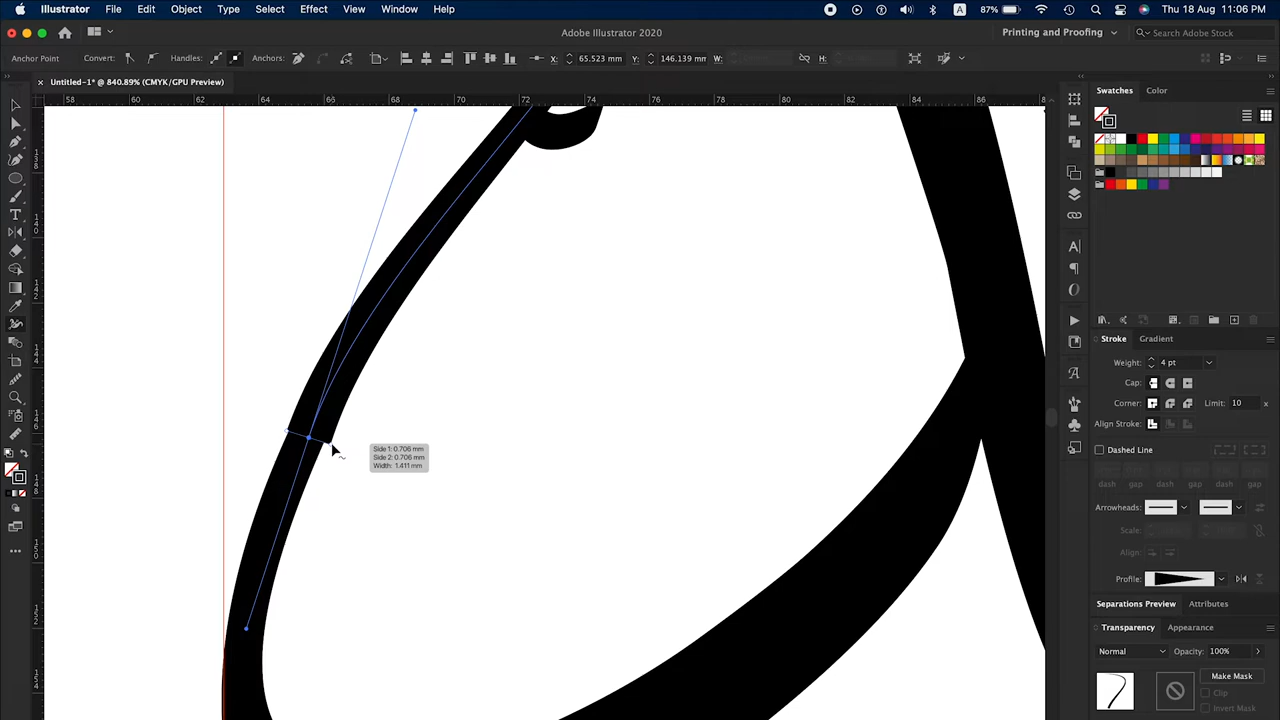 Illustrator File Edit Object Type Select Effect View Window Help
A 87% Thu 18 Aug 11:06 PM
Adobe Illustrator 2020
Printing and Proofing
Search Adobe Stock
Anchor Point Convert: Handles: Anchors: X: 65.523 mm Y: 146.139 mm W: H:
Untitled-1* @ 840.89% (CMYK/GPU Preview)
58 60 62 64 66 68 70 72 74 76 78 80 82 84 86
Swatches Color
Stroke Gradient
Weight: 4 pt
Cap:
Corner: Limit: 10 x
Align Stroke:
Dashed Line
dash gap dash gap dash gap
Arrowheads:
Scale:
Align:
Profile:
Separations Preview Attributes
Transparency Appearance
Normal Opacity: 100%
Make Mask
Clip
Invert Mask
Side 1: 0.706 mm
Side 2: 0.706 mm
Width: 1.411 mm